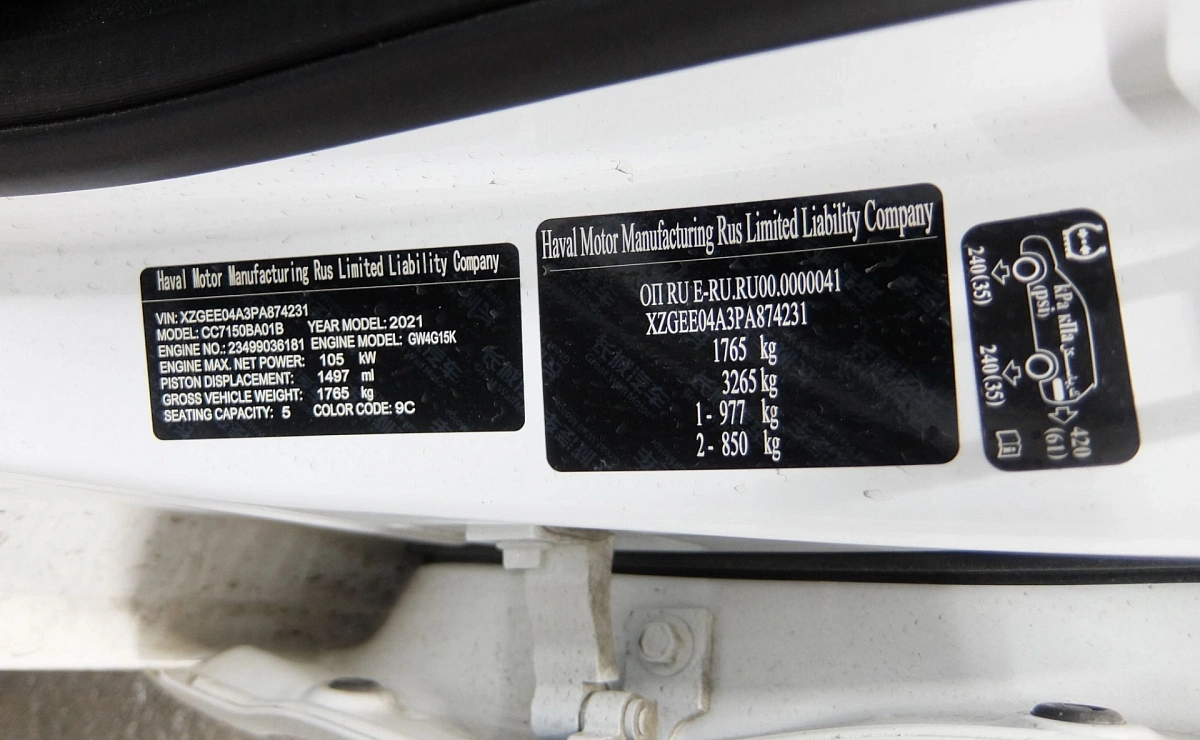 Haval Motor Manufacturing Rus Limited Liability Company
VIN: XZGEE04A3PA874231
MODEL: CC7150BA01B YEAR MODEL: 2021
ENGINE NO.: 23499036181 ENGINE MODEL: GW4G15K
ENGINE MAX. NET POWER: 105 kW
PISTON DISPLACEMENT: 1497 ml
GROSS VEHICLE WEIGHT: 1765 kg
SEATING CAPACITY: 5 COLOR CODE: 9C
Haval Motor Manufacturing Rus Limited Liability Company
ОП RU E-RU.RU00.0000041
XZGEE04A3PA874231
1765 kg
3265 kg
1- 977 kg
2- 850 kg
240(35)
kPa кПа
(psi)
240(35)
420
(61)